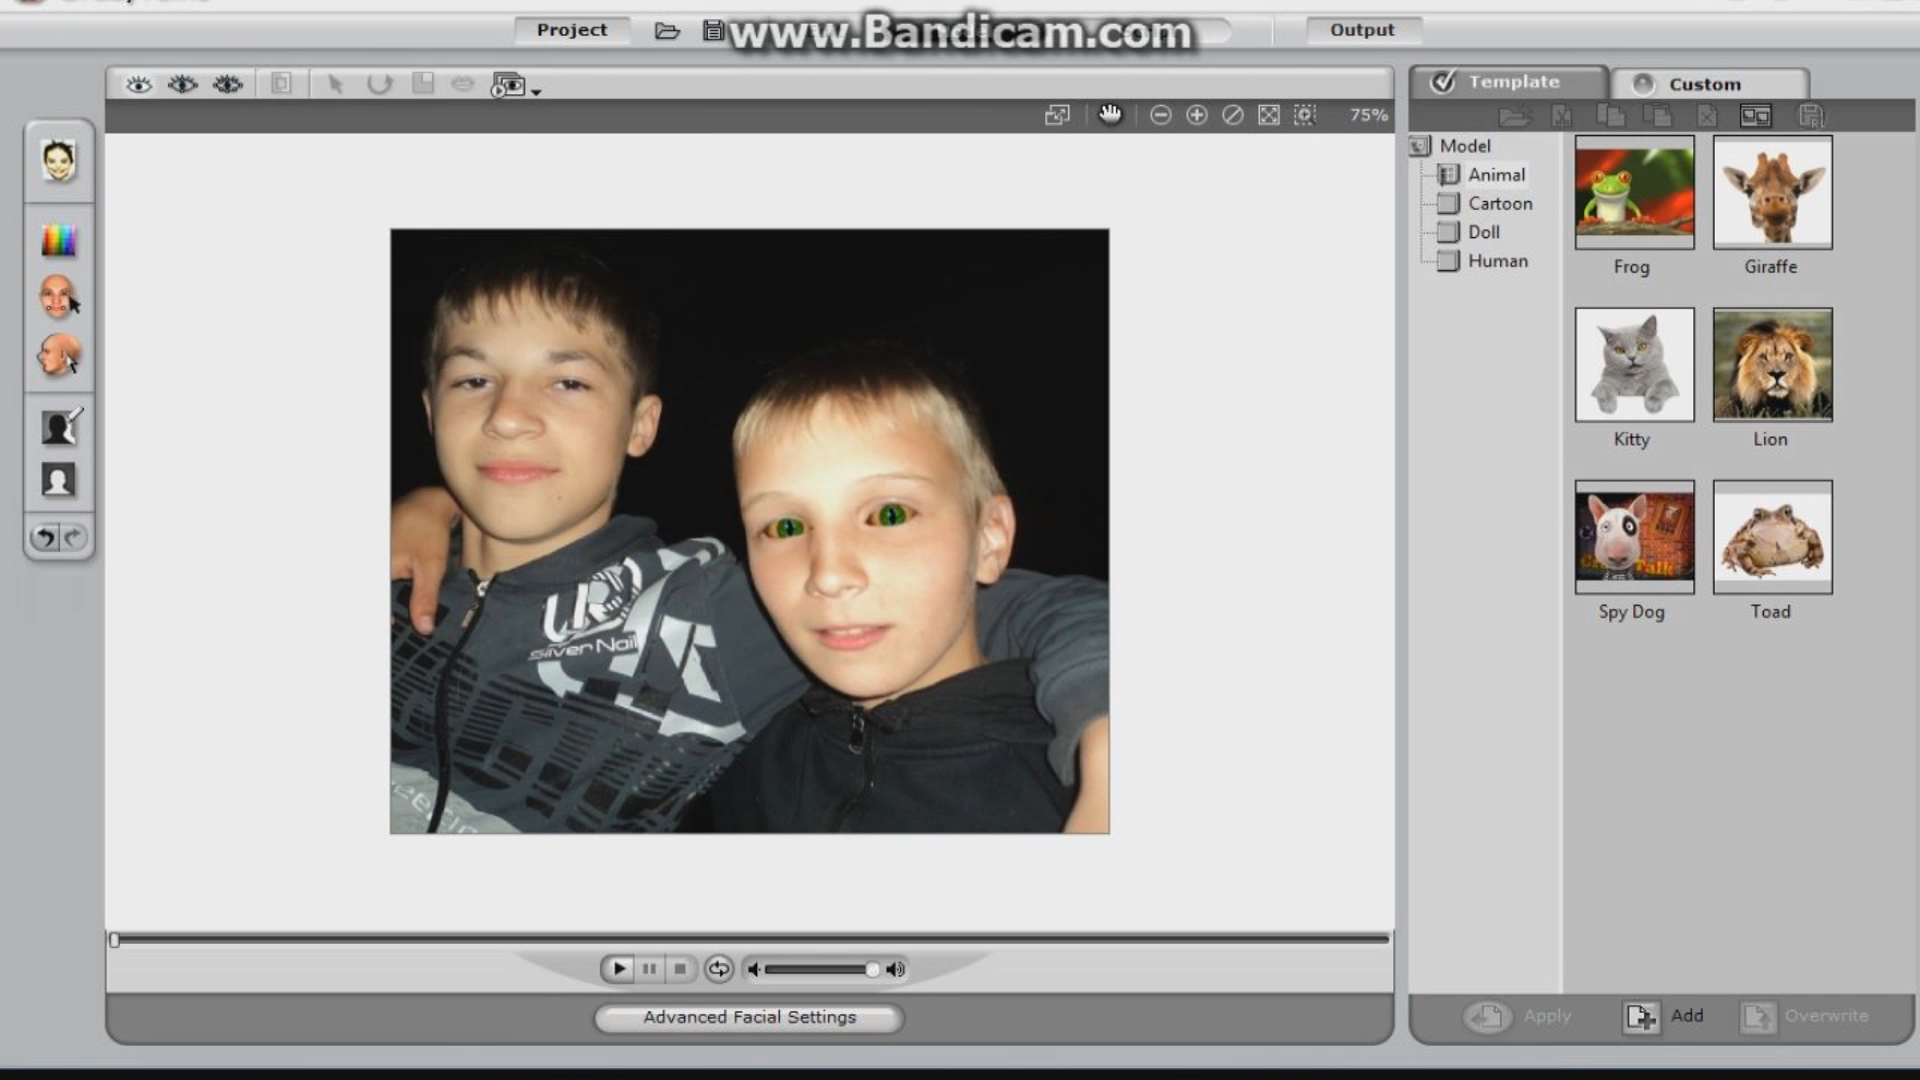 Project
www.Bandicam.com
Output
Template
Custom
75%
Model
Animal
Cartoon
Doll
Human
Frog
Giraffe
Kitty
Lion
Spy Dog
Toad
Silver Nail
Advanced Facial Settings
Apply
Add
Overwrite